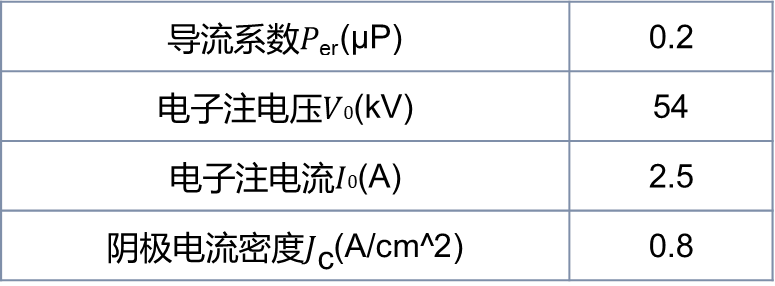 导流系数Per(μP) 0.2
电子注电压V0(kV) 54
电子注电流I0(A) 2.5
阴极电流密度JC(A/cm^2) 0.8